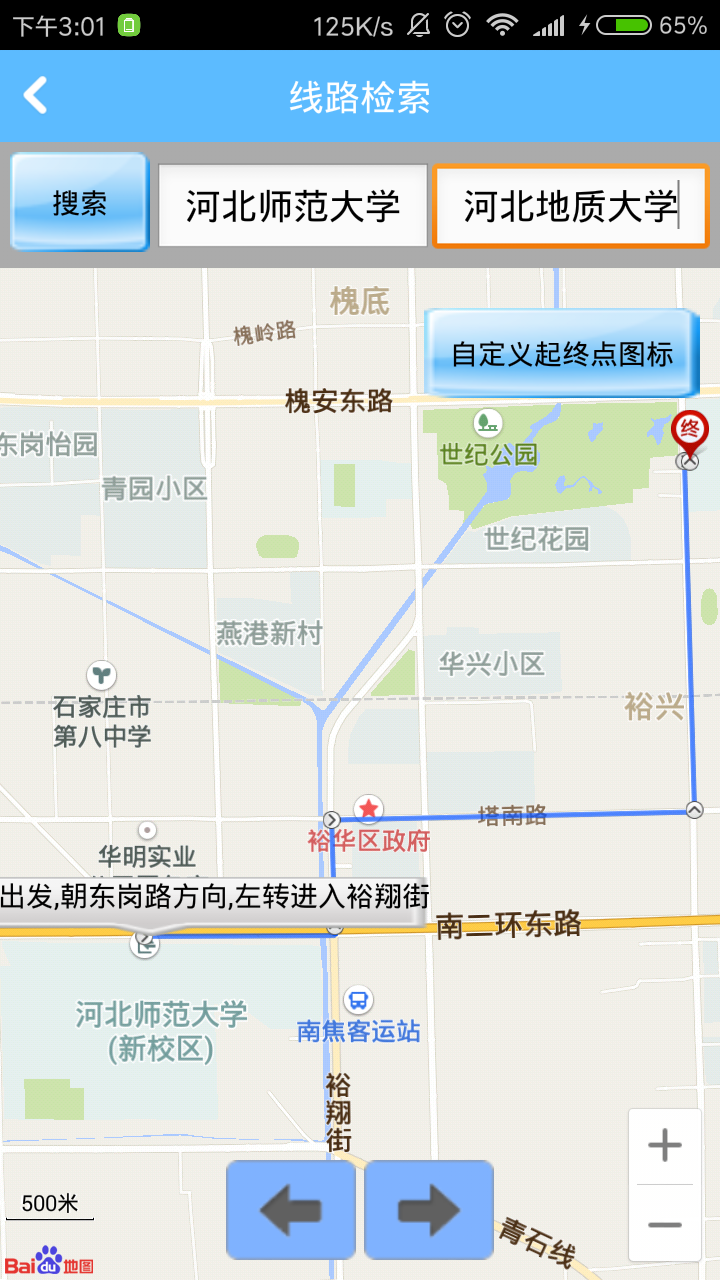 下午3:01
125K/s
65%
线路检索
搜索
河北师范大学
河北地质大学
槐底
槐岭路
自定义起终点图标
槐安东路
终
东岗怡园
世纪公园
青园小区
世纪花园
燕港新村
华兴小区
石家庄市
第八中学
裕兴
塔南路
裕华区政府
华明实业
出发,朝东岗路方向,左转进入裕翔街
南二环东路
河北师范大学
(新校区)
南焦客运站
裕翔街
500米
青石线
Bai du 地图